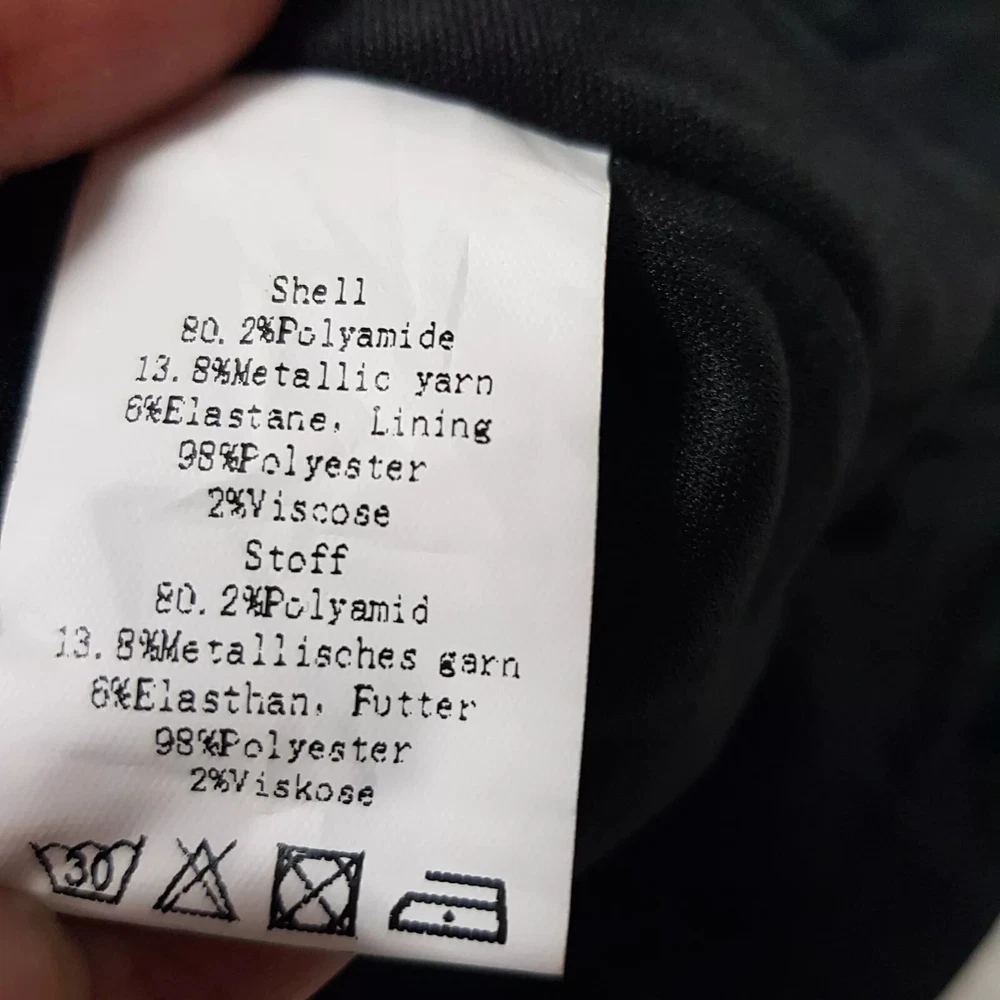 Shell
80.2%Polyamide
13.8%Metallic yarn
6%Elastane, Lining
98%Polyester
2%Viscose
Stoff
80.2%Polyamid
13.8%Metallisches garn
6%Elasthan, Futter
98%Polyester
2%Viskose
30